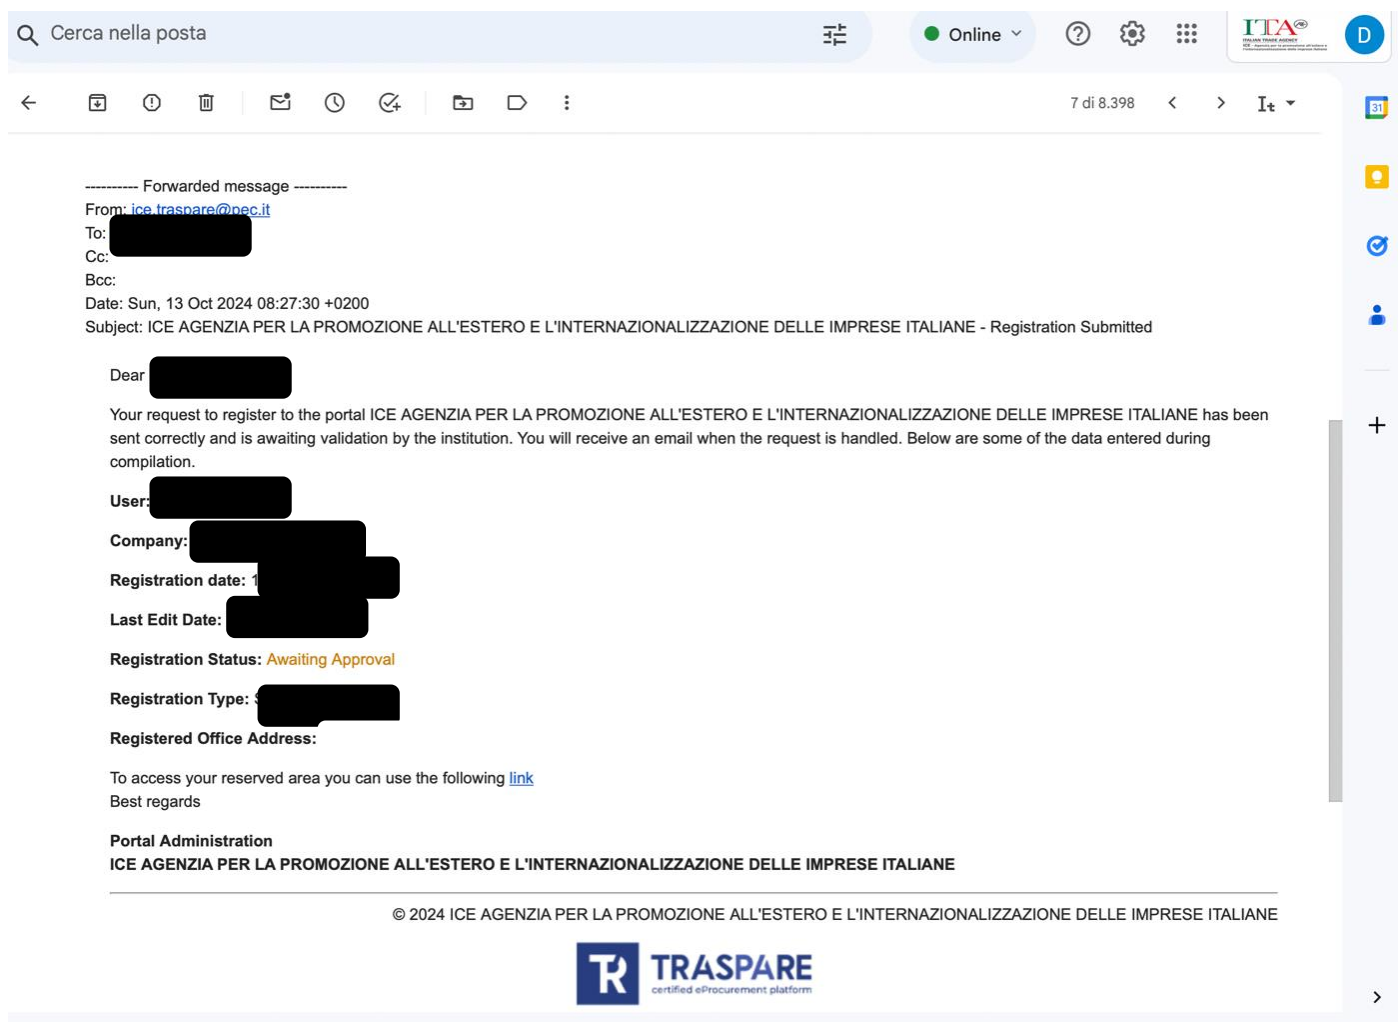 Cerca nella posta
Online
ITA
ITALIAN TRADE AGENCY
D
7 di 8.398
31
---------- Forwarded message ----------
From: ice.traspare@pec.it
To:
Cc:
Bcc:
Date: Sun, 13 Oct 2024 08:27:30 +0200
Subject: ICE AGENZIA PER LA PROMOZIONE ALL'ESTERO E L'INTERNAZIONALIZZAZIONE DELLE IMPRESE ITALIANE - Registration Submitted
Dear
Your request to register to the portal ICE AGENZIA PER LA PROMOZIONE ALL'ESTERO E L'INTERNAZIONALIZZAZIONE DELLE IMPRESE ITALIANE has been
sent correctly and is awaiting validation by the institution. You will receive an email when the request is handled. Below are some of the data entered during
compilation.
User:
Company:
Registration date: 1
Last Edit Date:
Registration Status: Awaiting Approval
Registration Type:
Registered Office Address:
To access your reserved area you can use the following link
Best regards
Portal Administration
ICE AGENZIA PER LA PROMOZIONE ALL'ESTERO E L'INTERNAZIONALIZZAZIONE DELLE IMPRESE ITALIANE
© 2024 ICE AGENZIA PER LA PROMOZIONE ALL'ESTERO E L'INTERNAZIONALIZZAZIONE DELLE IMPRESE ITALIANE
TR TRASPARE
certified eProcurement platform